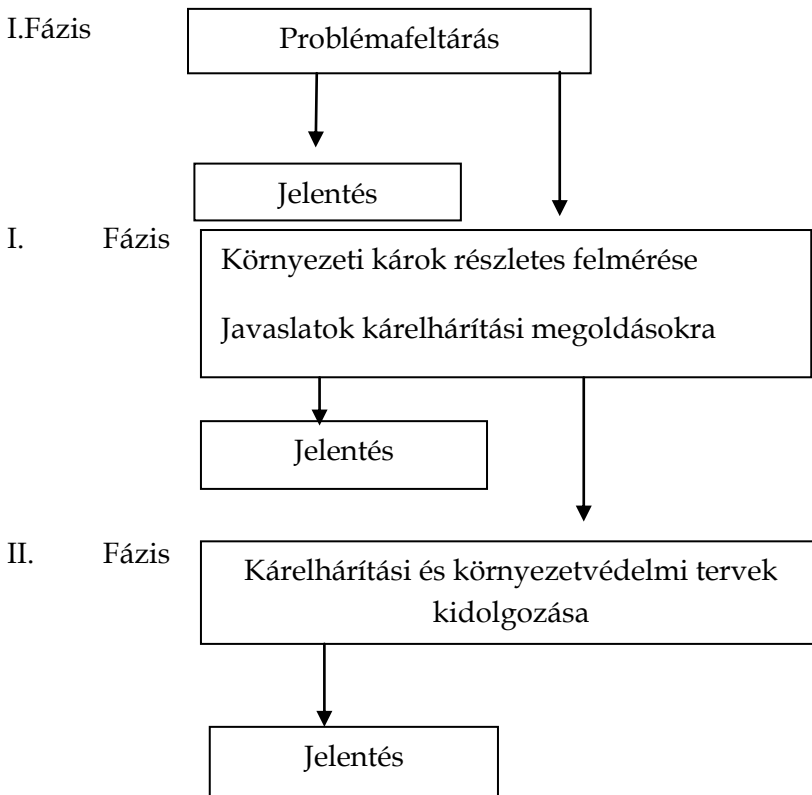 I.Fázis
Problémafeltárás
Jelentés
I. Fázis
Környezeti károk részletes felmérése
Javaslatok kárelhárítási megoldásokra
Jelentés
II. Fázis
Kárelhárítási és környezetvédelmi tervek
kidolgozása
Jelentés